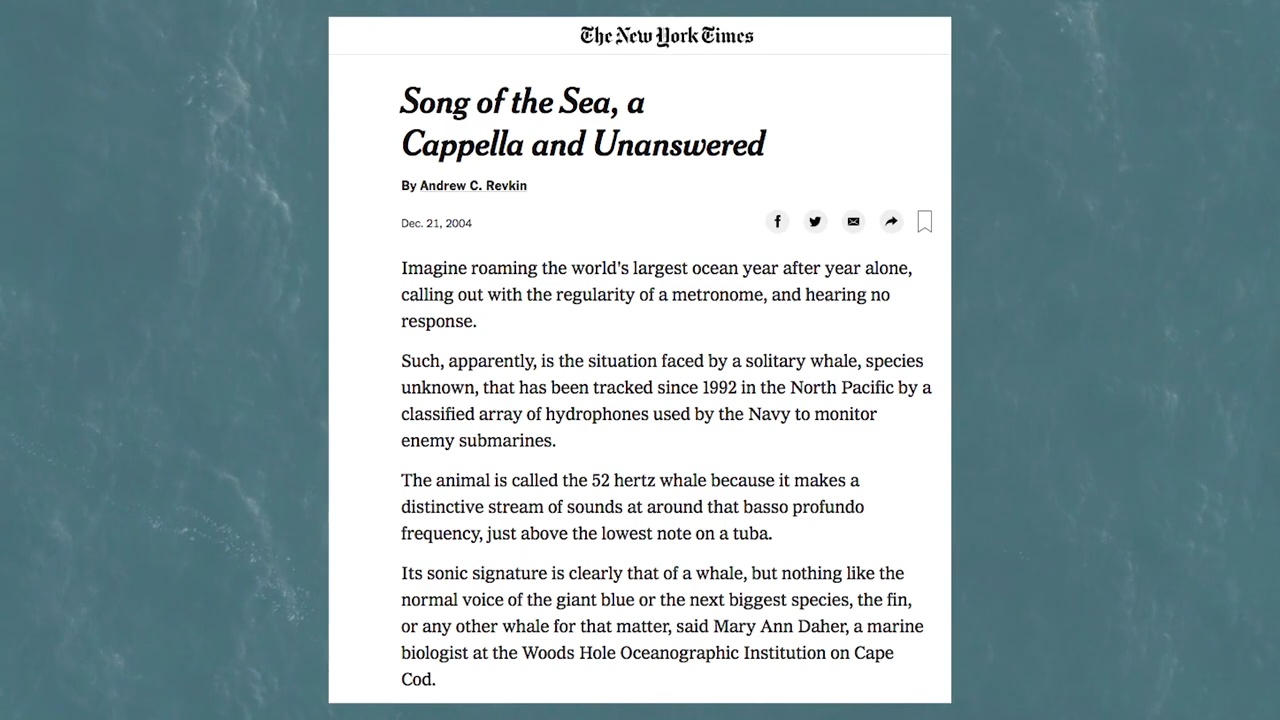 The New York Times
Song of the Sea, a
Cappella and Unanswered
By Andrew C. Revkin
Dec. 21, 2004
Imagine roaming the world's largest ocean year after year alone,
calling out with the regularity of a metronome, and hearing no
response.
Such, apparently, is the situation faced by a solitary whale, species
unknown, that has been tracked since 1992 in the North Pacific by a
classified array of hydrophones used by the Navy to monitor
enemy submarines.
The animal is called the 52 hertz whale because it makes a
distinctive stream of sounds at around that basso profundo
frequency, just above the lowest note on a tuba.
Its sonic signature is clearly that of a whale, but nothing like the
normal voice of the giant blue or the next biggest species, the fin,
or any other whale for that matter, said Mary Ann Daher, a marine
biologist at the Woods Hole Oceanographic Institution on Cape
Cod.